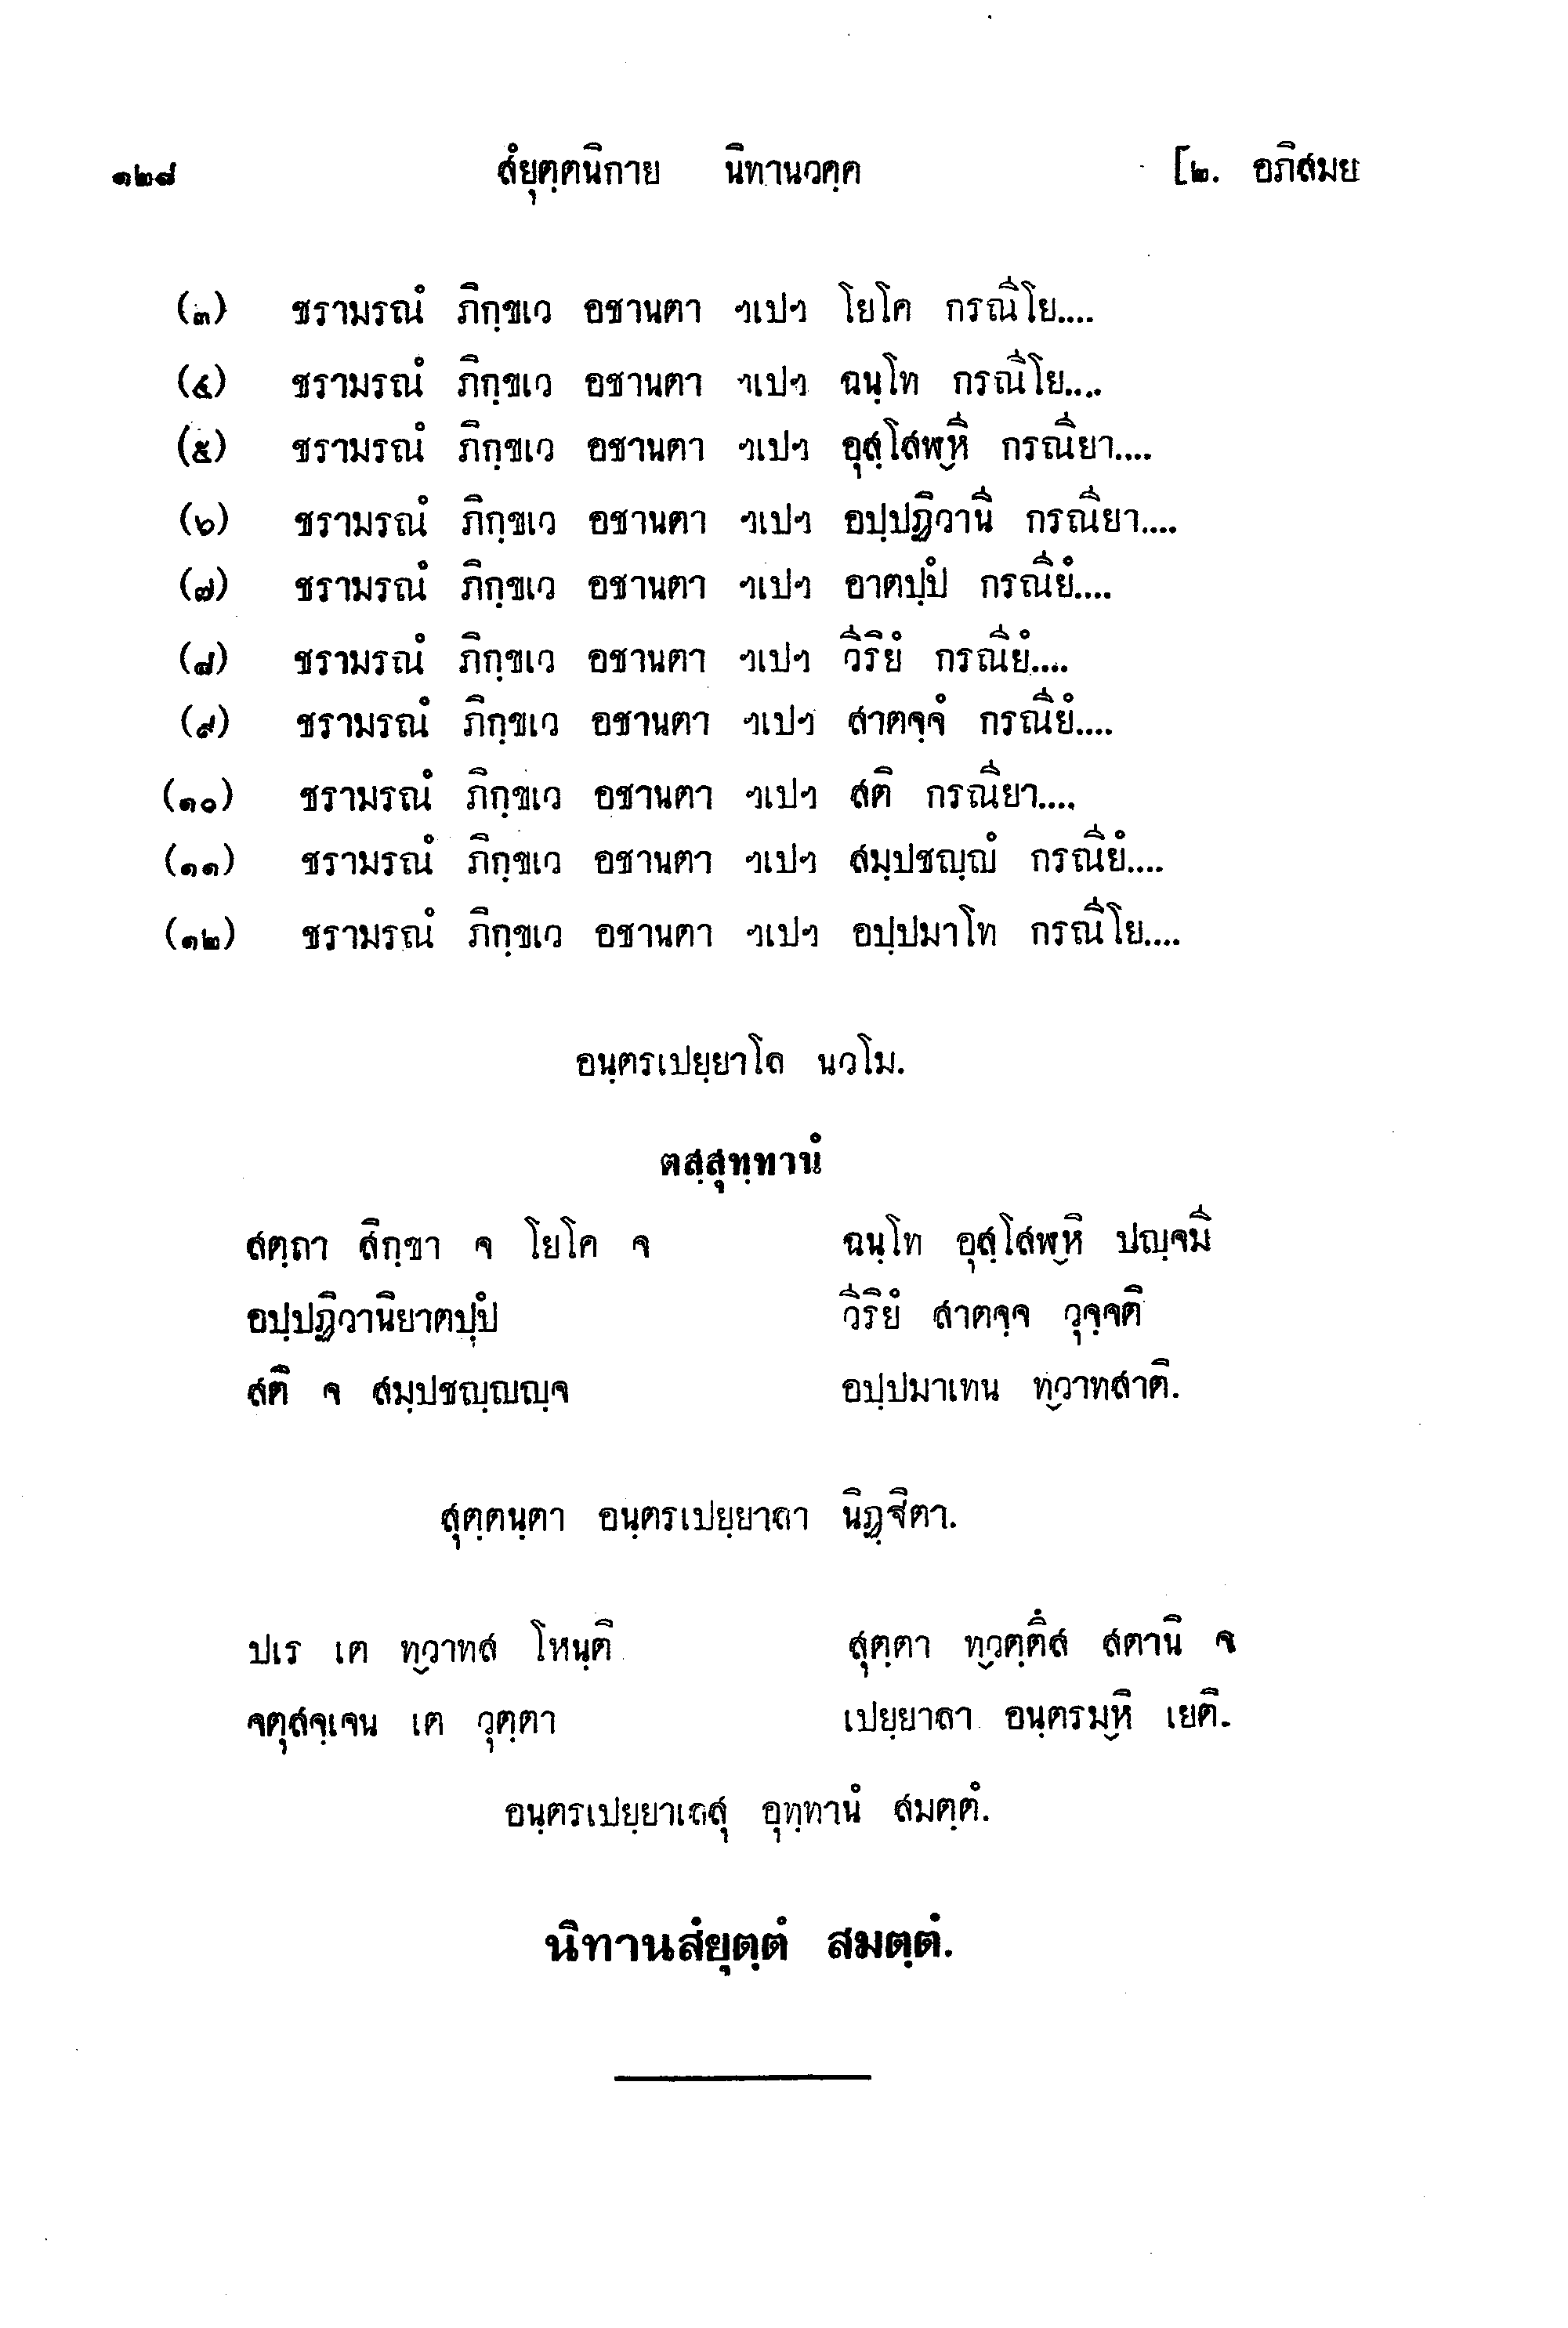 ๑๒๘ สํยุตฺตนิกาย นิทานวคฺค [๒. อภิสมย
(๓) ชรามรณํ ภิกฺขเว อชานตา ฯเปฯ โยโค กรณีโย....
(๔) ชรามรณํ ภิกฺขเว อชานตา ฯเปฯ ฉนฺโท กรณีโย....
(๕) ชรามรณํ ภิกฺขเว อชานตา ฯเปฯ อุสฺโสฬฺหี กรณียา....
(๖) ชรามรณํ ภิกฺขเว อชานตา ฯเปฯ อปฺปฏิวานี กรณียา....
(๗) ชรามรณํ ภิกฺขเว อชานตา ฯเปฯ อาตปฺปํ กรณียํ....
(๘) ชรามรณํ ภิกฺขเว อชานตา ฯเปฯ วีริยํ กรณียํ....
(๙) ชรามรณํ ภิกฺขเว อชานตา ฯเปฯ สาตจฺจํ กรณียํ....
(๑๐) ชรามรณํ ภิกฺขเว อชานตา ฯเปฯ สติ กรณียา....
(๑๑) ชรามรณํ ภิกฺขเว อชานตา ฯเปฯ สมฺปชญฺญํ กรณียํ....
(๑๒) ชรามรณํ ภิกฺขเว อชานตา ฯเปฯ อปฺปมาโท กรณีโย....
อนฺตรเปยฺยาโล นวโม.
ตสฺสุทฺทานํ
สตฺถา สิกฺขา จ โยโค จ ฉนฺโท อุสฺโสฬฺหิ ปญฺจมี
อปฺปฏิวานิยาตปฺปํ วีริยํ สาตจฺจ วุจฺจติ
สติ จ สมฺปชญฺญญฺจ อปฺปมาเทน ทฺวาทสาติ.
สุตฺตนฺตา อนฺตรเปยฺยาลา นิฏฺฐิตา.
ปเร เต ทฺวาทส โหนฺติ สุตฺตา ทฺวตฺตึส สตานิ จ
จตุสจฺเจน เต วุตฺตา เปยฺยาลา อนฺตรมฺหิ เยติ.
อนฺตรเปยฺยาเลสุ อุทฺทานํ สมตฺตํ.
นิทานสํยุตฺตํ สมตฺตํ.